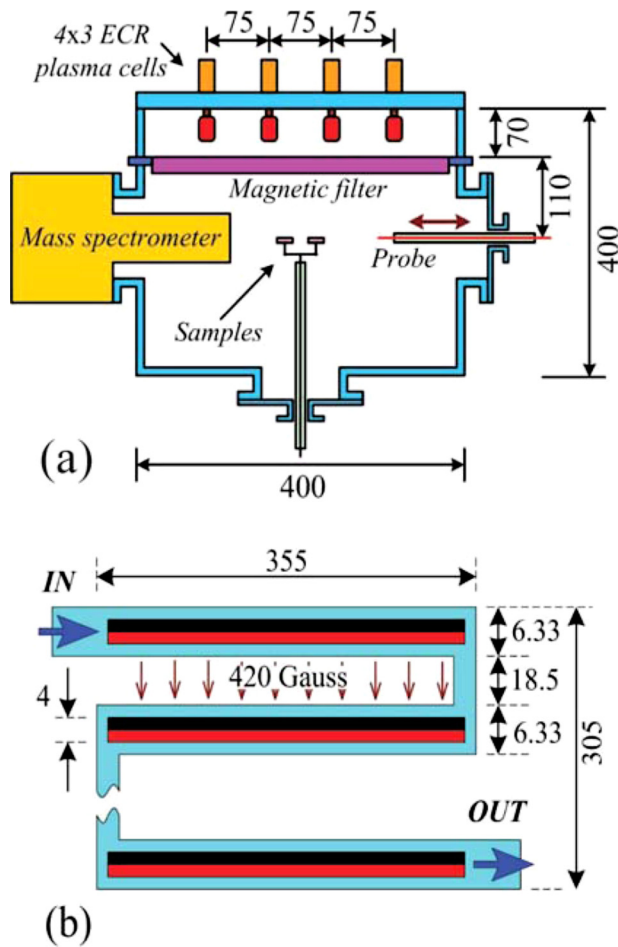 75 75 75
4x3 ECR
plasma cells
70
Magnetic filter
110
Mass spectrometer
400
Probe
Samples
(a)
400
355
IN
6.33
420 Gauss
18.5
4
6.33
305
OUT
(b)